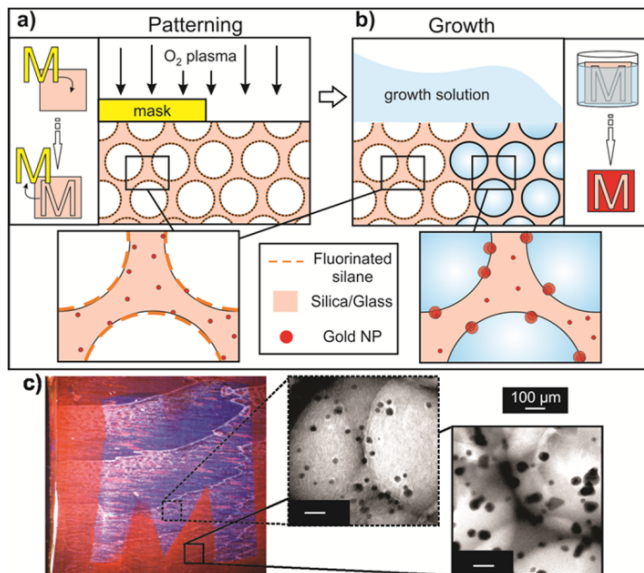 a) Patterning
b) Growth
M
O₂ plasma
mask
M
M
growth solution
M
M
Fluorinated
silane
Silica/Glass
Gold NP
c)
100 µm